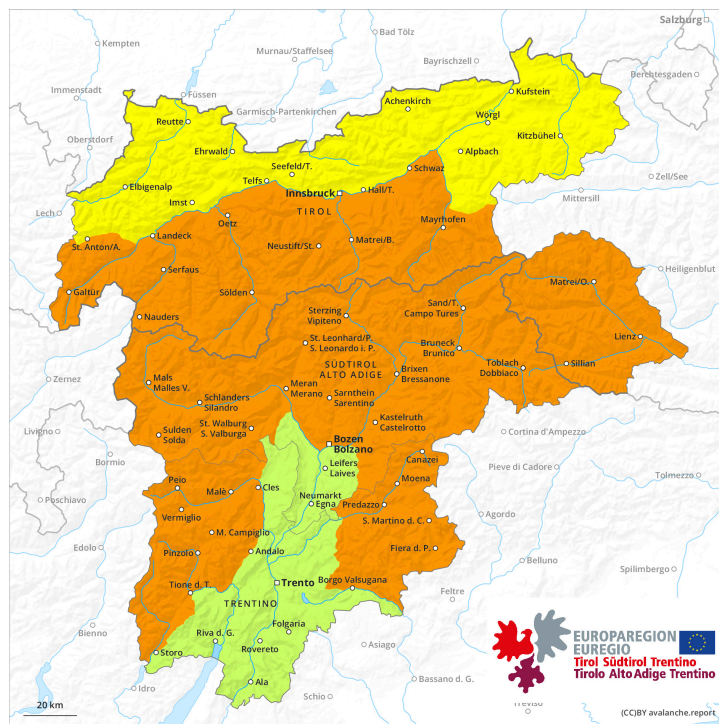 Salzburg
Bad Tölz
Kempten
Murnau/Staffelsee
Bayrischzell
Berchtesgaden
Immenstadt
Füssen
Garmisch-Partenkirchen
Achenkirch
Kufstein
Reutte
Wörgl
Oberstdorf
Ehrwald
Kitzbühel
Alpbach
Seefeld/T.
Schwaz
Telfs
Zell/See
Elbigenalp
Innsbruck
Hall/T.
Mittersill
Imst
TIROL
Lech
Oetz
Mayrhofen
Landeck
Matrei/B.
St. Anton/A.
Neustift/St.
Serfaus
Heiligenblut
Matrei/O.
Galtür
Sölden
Nauders
Sterzing
Vipiteno
Sand/T.
Campo Tures
Lienz
St. Leonhard/P.
S. Leonardo i. P.
Bruneck
Brunico
Toblach
Dobbiaco
Sillian
SÜDTIROL
ALTO ADIGE
Brixen
Bressanone
Zernez
Mals
Malles V.
Meran
Merano
Sarnthein
Sarentino
Schlanders
Silandro
St. Walburg
S. Valburga
Kastelruth
Castelrotto
Livigno
Sulden
Solda
Bozen
Bolzano
Cortina d'Ampezzo
Bormio
Canazei
Leifers
Laives
Pieve di Cadore
Tolmezzo
Peio
Malè
Cles
Moena
Poschiavo
Neumarkt
Egna
Predazzo
Vermiglio
Agordo
S. Martino d. C.
M. Campiglio
Edolo
Pinzolo
Andalo
Fiera d. P.
Belluno
Spilimbergo
Tione d. T.
Trento
Borgo Valsugana
Feltre
TRENTINO
Folgaria
Bienno
Riva d. G.
Rovereto
Asiago
Storo
Ala
Bassano d. G.
Idro
Schio
Treviso
EUROPAREGION
EUREGIO
Tirol Südtirol Trentino
Tirolo Alto Adige Trentino
20 km
(CC)BY avalanche.report